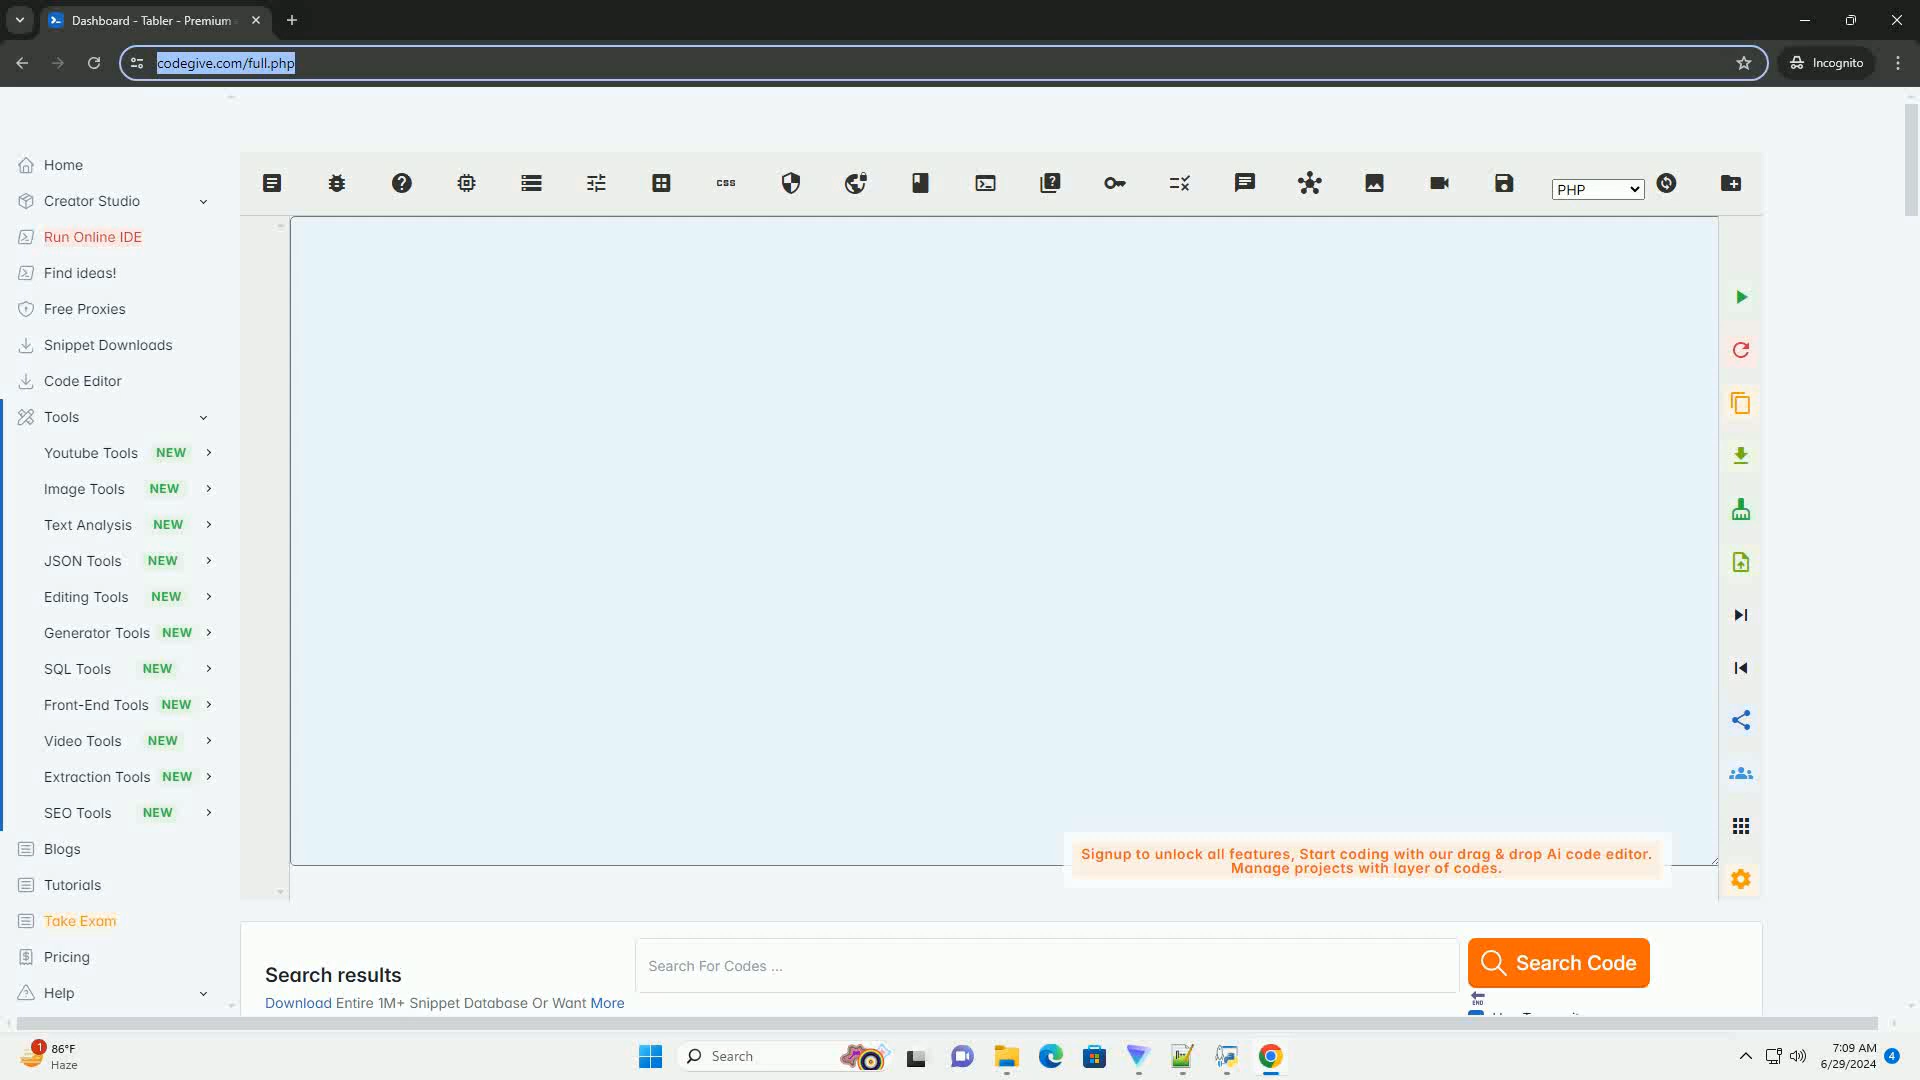 Dashboard - Tabler - Premium
codegive.com/full.php
Incognito
Home
Creator Studio
Run Online IDE
Find ideas!
Free Proxies
Snippet Downloads
Code Editor
Tools
Youtube Tools NEW
Image Tools NEW
Text Analysis NEW
JSON Tools NEW
Editing Tools NEW
Generator Tools NEW
SQL Tools NEW
Front-End Tools NEW
Video Tools NEW
Extraction Tools NEW
SEO Tools NEW
Blogs
Tutorials
Take Exam
Pricing
Help
css
PHP
Signup to unlock all features, Start coding with our drag & drop Ai code editor.
Manage projects with layer of codes.
Search results
Download Entire 1M+ Snippet Database Or Want More
Search For Codes ...
Search Code
END
1
86°F
Haze
Search
7:09 AM
6/29/2024
4